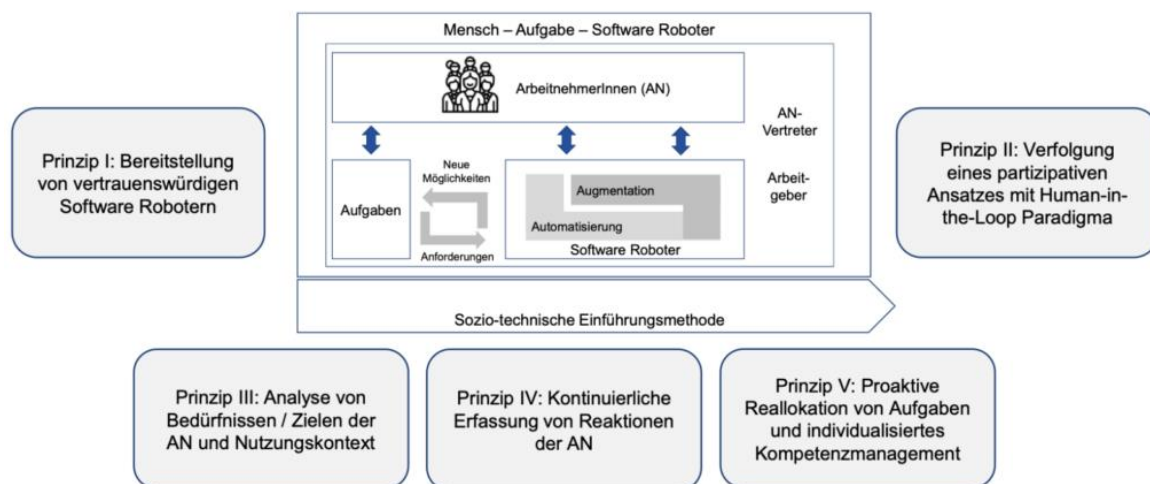 Mensch – Aufgabe – Software Roboter
ArbeitnehmerInnen (AN)
AN-
Vertreter
Arbeit-
geber
Aufgaben
Neue
Möglichkeiten
Anforderungen
Augmentation
Automatisierung
Software Roboter
Sozio-technische Einführungsmethode
Prinzip I: Bereitstellung
von vertrauenswürdigen
Software Robotern
Prinzip II: Verfolgung
eines partizipativen
Ansatzes mit Human-in-
the-Loop Paradigma
Prinzip III: Analyse von
Bedürfnissen / Zielen der
AN und Nutzungskontext
Prinzip IV: Kontinuierliche
Erfassung von Reaktionen
der AN
Prinzip V: Proaktive
Reallokation von Aufgaben
und individualisiertes
Kompetenzmanagement